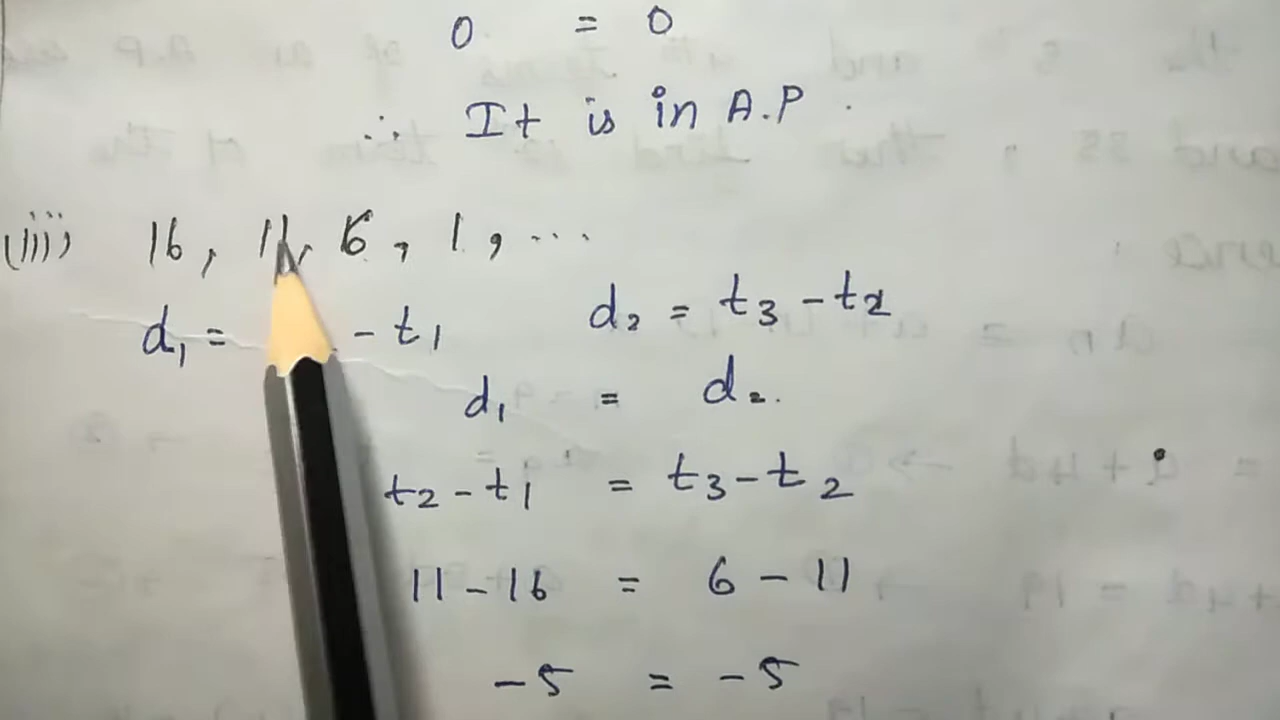 0 = 0
∴ It is in A.P.
(iii) 16, 11, 6, 1, ...
d₁ = - t₁ d₂ = t₃ - t₂
d₁ = d₂.
t₂ - t₁ = t₃ - t₂
11 - 16 = 6 - 11
-5 = -5